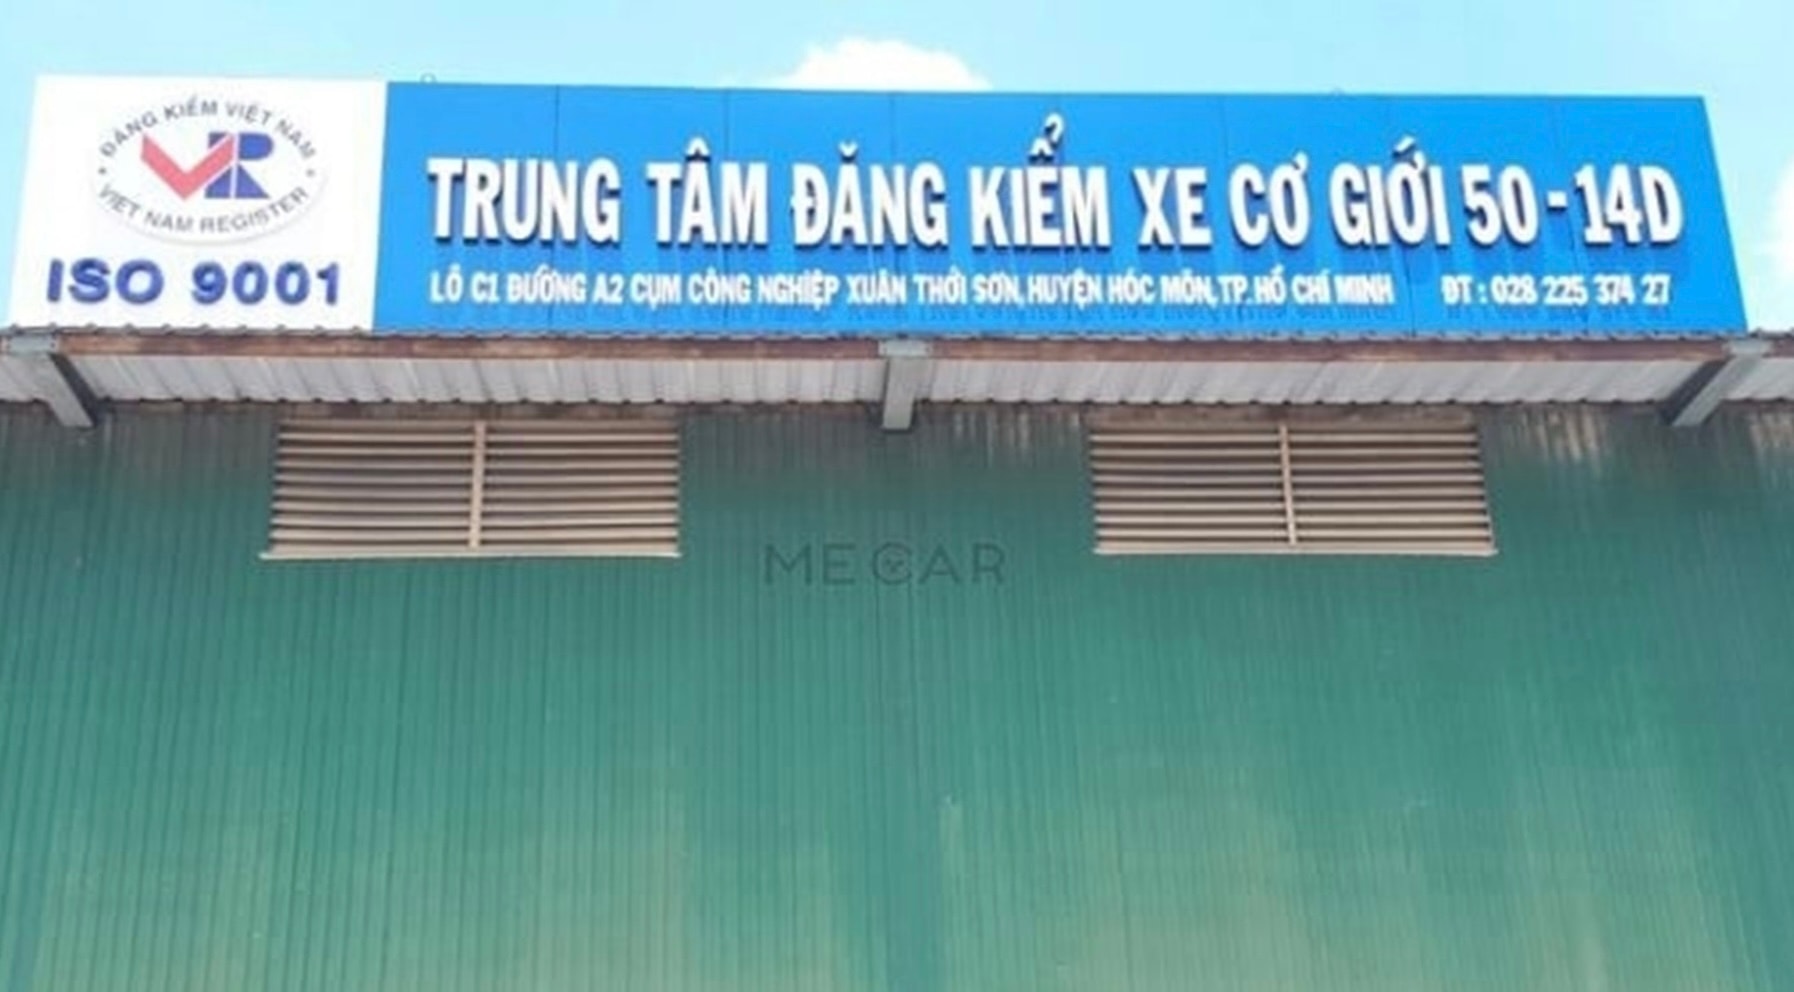 ĐĂNG KIỂM VIỆT NAM
VR
VIET NAM REGISTER
ISO 9001
TRUNG TÂM ĐĂNG KIỂM XE CƠ GIỚI 50-14D
LÔ C1 ĐƯỜNG A2 CỤM CÔNG NGHIỆP XUÂN THỚI SƠN, HUYỆN HÓC MÔN, TP. HỒ CHÍ MINH ĐT : 028 225 374 27
MECAR